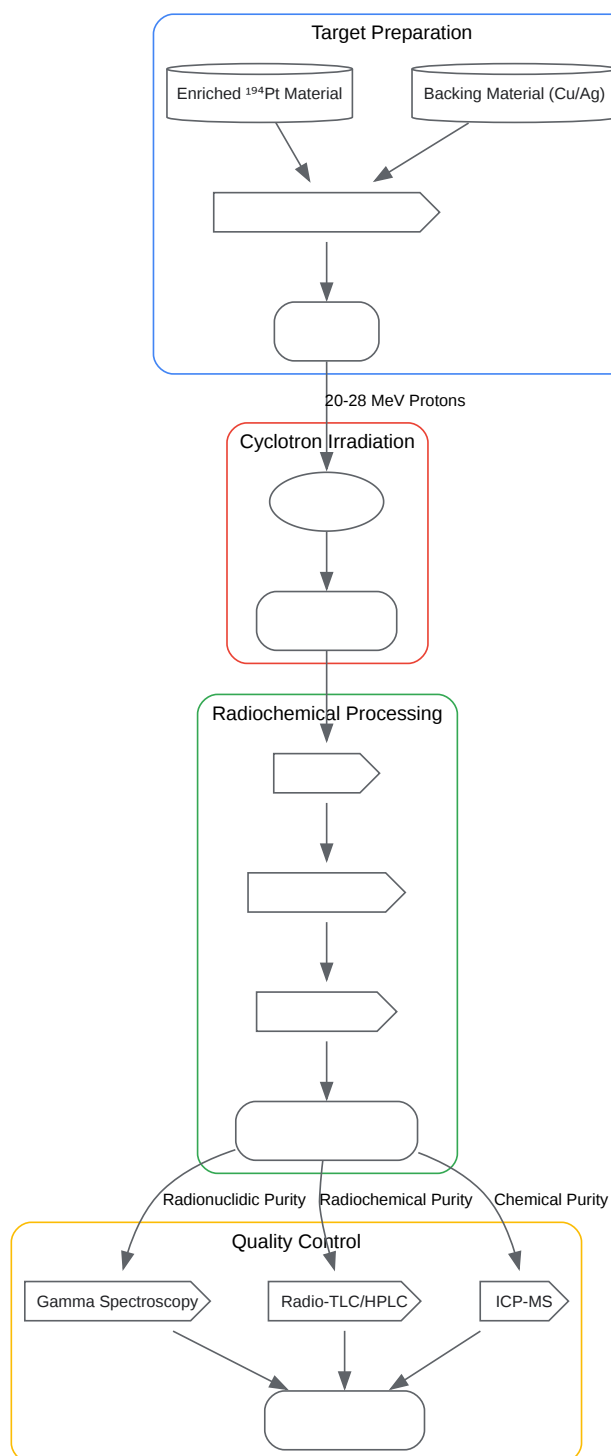 Target Preparation
Enriched ¹⁹⁴Pt Material
Backing Material (Cu/Ag)
20-28 MeV Protons
Cyclotron Irradiation
Radiochemical Processing
Radionuclidic Purity
Radiochemical Purity
Chemical Purity
Quality Control
Gamma Spectroscopy
Radio-TLC/HPLC
ICP-MS